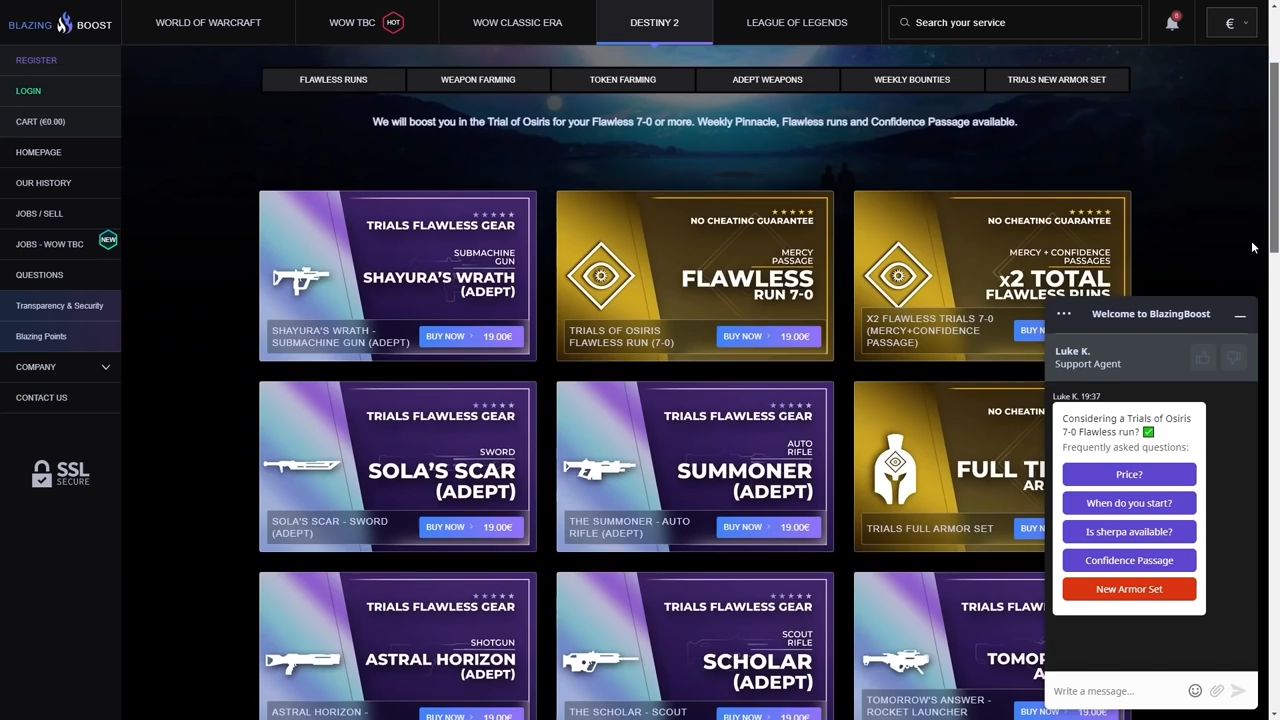 BLAZING BOOST
WORLD OF WARCRAFT
WOW TBC
HOT
WOW CLASSIC ERA
DESTINY 2
LEAGUE OF LEGENDS
Search your service
€
REGISTER
LOGIN
CART (€0.00)
HOMEPAGE
OUR HISTORY
JOBS / SELL
JOBS - WOW TBC
NEW
QUESTIONS
Transparency & Security
Blazing Points
COMPANY
CONTACT US
SSL
SECURE
FLAWLESS RUNS
WEAPON FARMING
TOKEN FARMING
ADEPT WEAPONS
WEEKLY BOUNTIES
TRIALS NEW ARMOR SET
We will boost you in the Trial of Osiris for your Flawless 7-0 or more. Weekly Pinnacle, Flawless runs and Confidence Passage available.
TRIALS FLAWLESS GEAR
SUBMACHINE
GUN
SHAYURA'S WRATH
(ADEPT)
SHAYURA'S WRATH -
SUBMACHINE GUN (ADEPT)
BUY NOW
19.00€
NO CHEATING GUARANTEE
MERCY
PASSAGE
FLAWLESS
RUN 7-0
TRIALS OF OSIRIS
FLAWLESS RUN (7-0)
BUY NOW
19.00€
NO CHEATING GUARANTEE
MERCY + CONFIDENCE
PASSAGES
x2 TOTAL
FLAWLESS RUNS
X2 FLAWLESS TRIALS 7-0
(MERCY+CONFIDENCE
PASSAGE)
BUY N
TRIALS FLAWLESS GEAR
SWORD
SOLA'S SCAR
(ADEPT)
SOLA'S SCAR - SWORD
(ADEPT)
BUY NOW
19.00€
TRIALS FLAWLESS GEAR
AUTO
RIFLE
SUMMONER
(ADEPT)
THE SUMMONER - AUTO
RIFLE (ADEPT)
BUY NOW
19.00€
NO CHEATIN
FULL T
AR
TRIALS FULL ARMOR SET
BUY N
TRIALS FLAWLESS GEAR
SHOTGUN
ASTRAL HORIZON
(ADEPT)
ASTRAL HORIZON -
BUY NOW
19.00€
TRIALS FLAWLESS GEAR
SCOUT
RIFLE
SCHOLAR
(ADEPT)
THE SCHOLAR - SCOUT
BUY NOW
19.00€
TRIALS FL
TOMO
A
TOMORROW'S ANSWER -
ROCKET LAUNCHER
BUY NOW
19.00€
Welcome to BlazingBoost
Luke K.
Support Agent
Luke K. 19:37
Considering a Trials of Osiris
7-0 Flawless run?
Frequently asked questions:
Price?
When do you start?
Is sherpa available?
Confidence Passage
New Armor Set
Write a message...